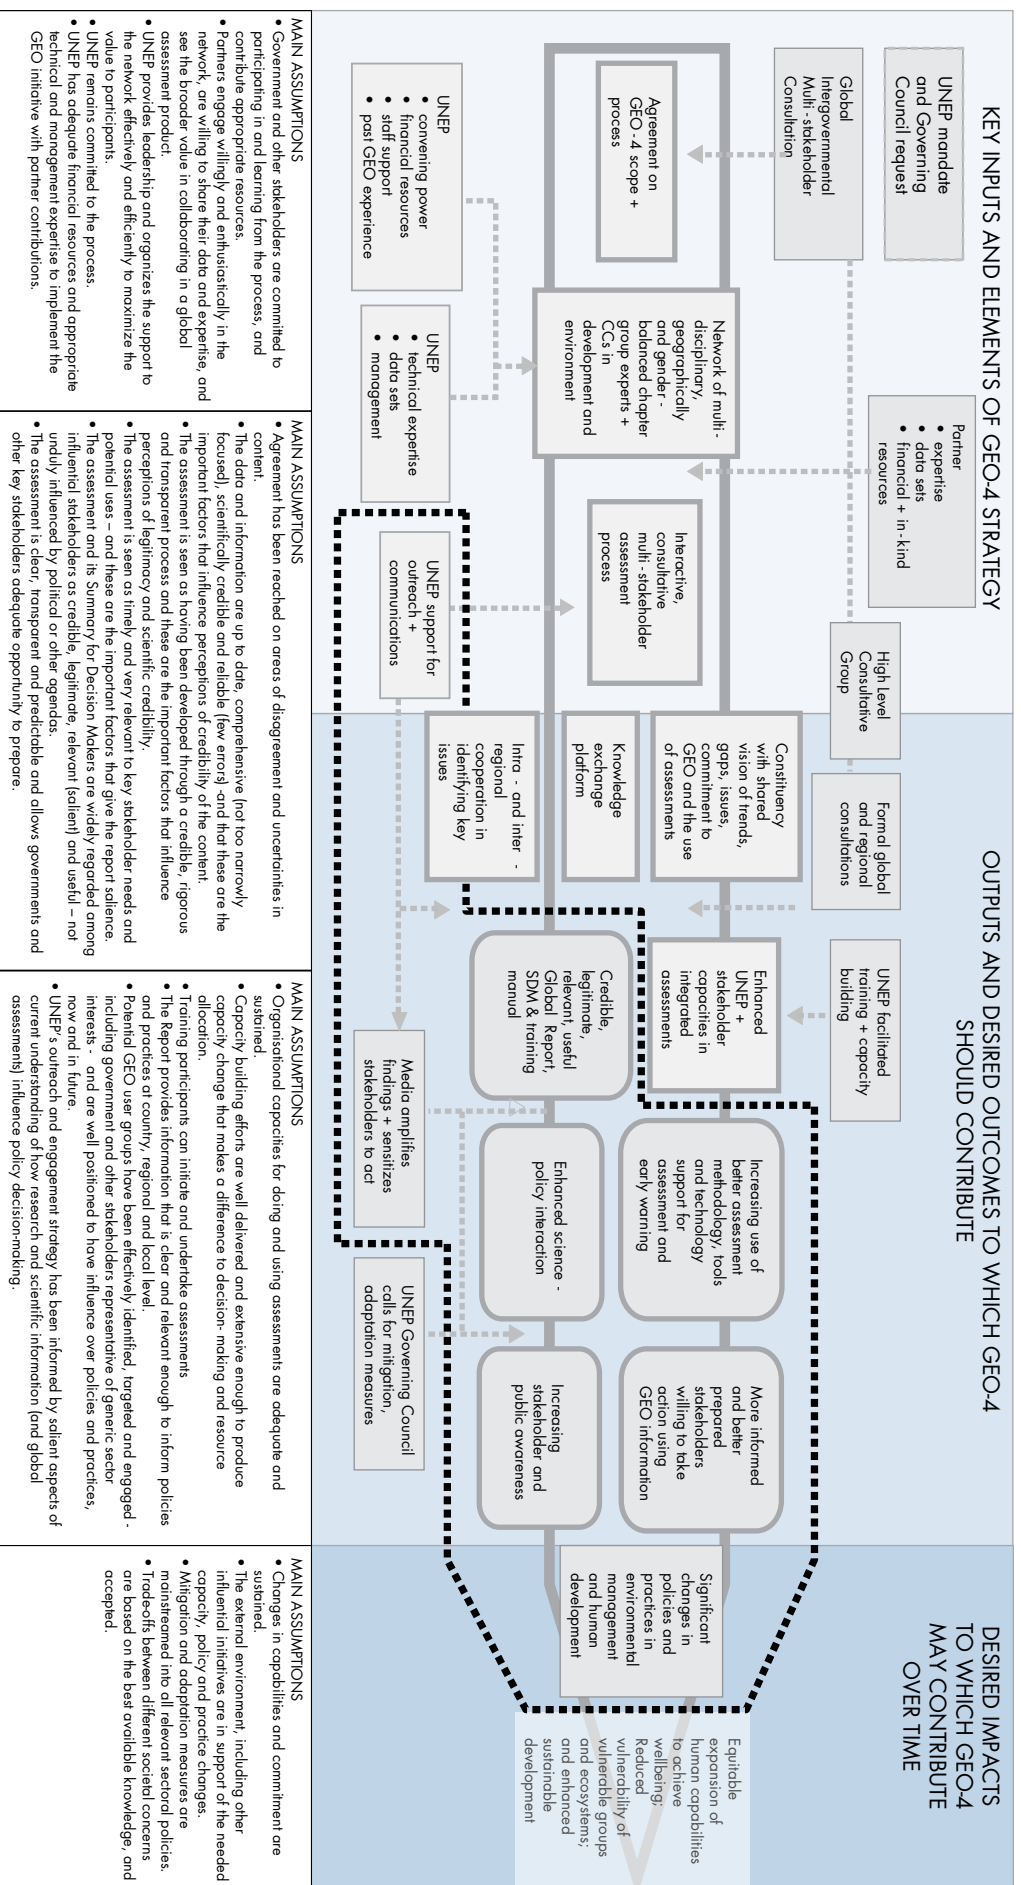 KEY INPUTS AND ELEMENTS OF GEO-4 STRATEGY
OUTPUTS AND DESIRED OUTCOMES TO WHICH GEO-4
SHOULD CONTRIBUTE
DESIRED IMPACTS
TO WHICH GEO-4
MAY CONTRIBUTE
OVER TIME
UNEP mandate
and Governing
Council request
Global
Intergovernmental
Multi - stakeholder
Consultation
Agreement on
GEO - 4 scope +
process
UNEP
• convening power
• financial resources
• staff support
• past GEO experience
Partner
• expertise
• data sets
• financial + in - kind
resources
Network of multi -
disciplinary,
geographically
and gender -
balanced chapter
group experts +
CCs in
development and
environment
UNEP
• technical expertise
• data sets
• management
Interactive,
consultative
multi - stakeholder
assessment
process
UNEP support for
outreach +
communications
High Level
Consultative
Group
Formal global
and regional
consultations
UNEP facilitated
training + capacity
building
Constituency
with shared
vision of trends,
gaps, issues,
commitment to
GEO and the use
of assessments
Knowledge
exchange
platform
Intra - and inter -
regional
cooperation in
identifying key
issues
Enhanced
UNEP +
stakeholder
capacities in
integrated
assessments
Credible,
legitimate,
relevant, useful
Global Report,
SDM & training
manual
Media amplifies
findings + sensitizes
stakeholders to act
Increasing use of
better assessment
methodology, tools
and technology
support for
assessment and
early warning
Enhanced science -
policy interaction
UNEP Governing Council
calls for mitigation,
adaptation measures
More informed
and better
prepared
stakeholders
willing to take
action using
GEO information
Increasing
stakeholder and
public awareness
Significant
changes in
policies and
practices in
environmental
management
and human
development
Equitable
expansion of
human capabilities
to achieve
wellbeing;
Reduced
vulnerability of
vulnerable groups
and ecosystems;
and enhanced
sustainable
development
MAIN ASSUMPTIONS
• Government and other stakeholders are committed to
participating in and learning from the process, and
contribute appropriate resources.
• Partners engage willingly and enthusiastically in the
network, are willing to share their data and expertise, and
see the broader value in collaborating in a global
assessment product.
• UNEP provides leadership and organizes the support to
the network effectively and efficiently to maximize the
value to participants.
• UNEP remains committed to the process.
• UNEP has adequate financial resources and appropriate
technical and management expertise to implement the
GEO initiative with partner contributions.
MAIN ASSUMPTIONS
• Agreement has been reached on areas of disagreement and uncertainties in
content.
• The data and information are up to date, comprehensive (not too narrowly
focused), scientifically credible and reliable (few errors) -and that these are the
important factors that influence perceptions of credibility of the content.
• The assessment is seen as having been developed through a credible, rigorous
and transparent process and these are the important factors that influence
perceptions of legitimacy and scientific credibility.
• The assessment is seen as timely and very relevant to key stakeholder needs and
potential uses – and these are the important factors that give the report salience.
• The assessment and its Summary for Decision Makers are widely regarded among
influential stakeholders as credible, legitimate, relevant (salient) and useful – not
unduly influenced by political or other agendas.
• The assessment is clear, transparent and predictable and allows governments and
other key stakeholders adequate opportunity to prepare.
MAIN ASSUMPTIONS
• Organisational capacities for doing and using assessments are adequate and
sustained.
• Capacity building efforts are well delivered and extensive enough to produce
capacity change that makes a difference to decision- making and resource
allocation.
• Training participants can initiate and undertake assessments
• The Report provides information that is clear and relevant enough to inform policies
and practices at country, regional and local level.
• Potential GEO user groups have been effectively identified, targeted and engaged -
including government and other stakeholders representative of generic sector
interests - and are well positioned to have influence over policies and practices,
now and in future.
• UNEP's outreach and engagement strategy has been informed by salient aspects of
current understanding of how research and scientific information (and global
assessments) influence policy decision-making.
MAIN ASSUMPTIONS
• Changes in capabilities and commitment are
sustained.
• The external environment, including other
influential initiatives are in support of the needed
capacity, policy and practice changes.
• Mitigation and adaptation measures are
mainstreamed into all relevant sectoral policies.
• Trade-offs between different societal concerns
are based on the best available knowledge, and
accepted.